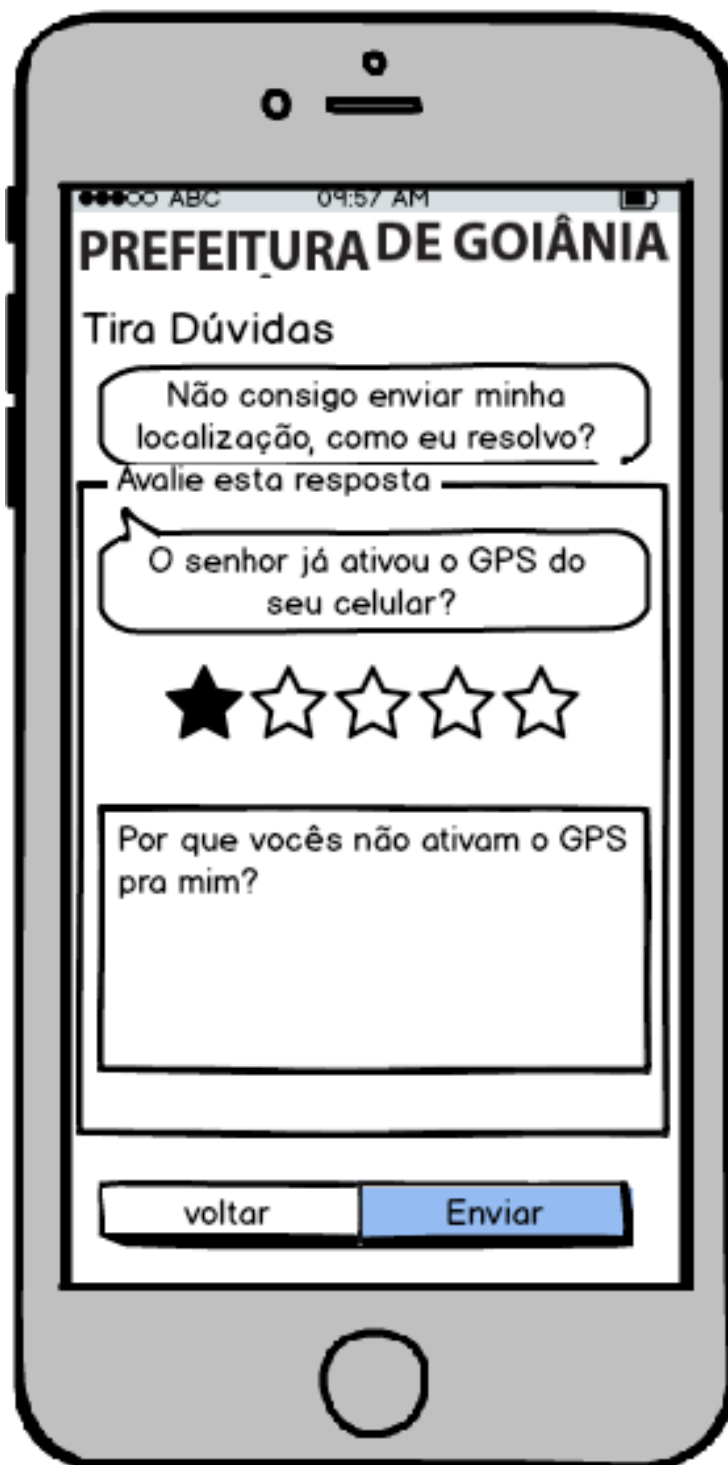 ABC 09:57 AM
PREFEITURA DE GOIÂNIA
Tira Dúvidas
Não consigo enviar minha
localização, como eu resolvo?
Avalie esta resposta
O senhor já ativou o GPS do
seu celular?
Por que vocês não ativam o GPS
pra mim?
voltar Enviar